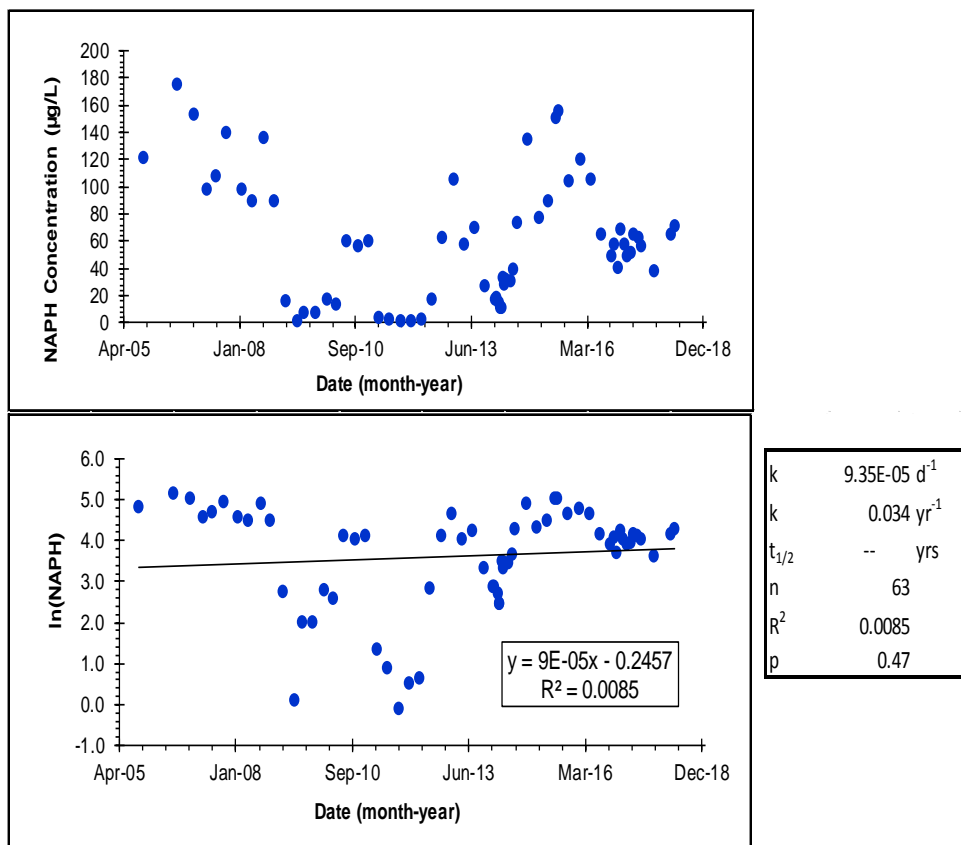 NAPH Concentration (µg/L)
200
180
160
140
120
100
80
60
40
20
0
Apr-05 Jan-08 Sep-10 Jun-13 Mar-16 Dec-18
Date (month-year)
ln(NAPH)
6.0
5.0
4.0
3.0
2.0
1.0
0.0
-1.0
y = 9E-05x - 0.2457
R² = 0.0085
Apr-05 Jan-08 Sep-10 Jun-13 Mar-16 Dec-18
Date (month-year)
k 9.35E-05 d⁻¹
k 0.034 yr⁻¹
t₁/₂ -- yrs
n 63
R² 0.0085
p 0.47